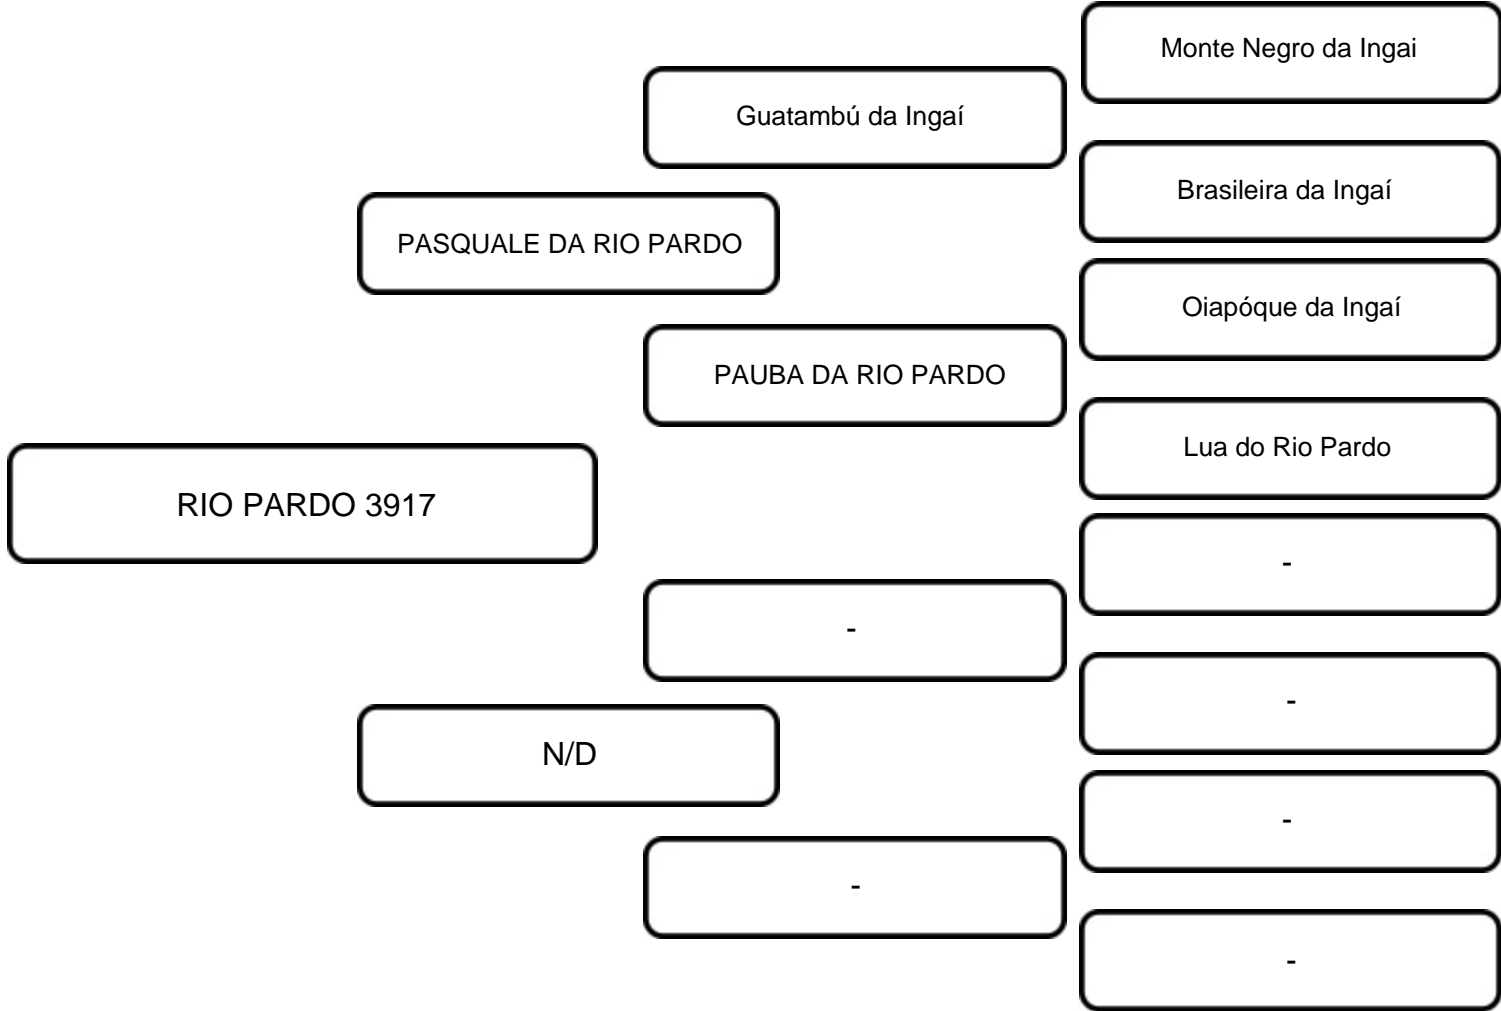 Monte Negro da Ingai
Guatambú da Ingaí
Brasileira da Ingaí
PASQUALE DA RIO PARDO
Oiapóque da Ingaí
PAUBA DA RIO PARDO
Lua do Rio Pardo
RIO PARDO 3917
-
-
-
N/D
-
-
-